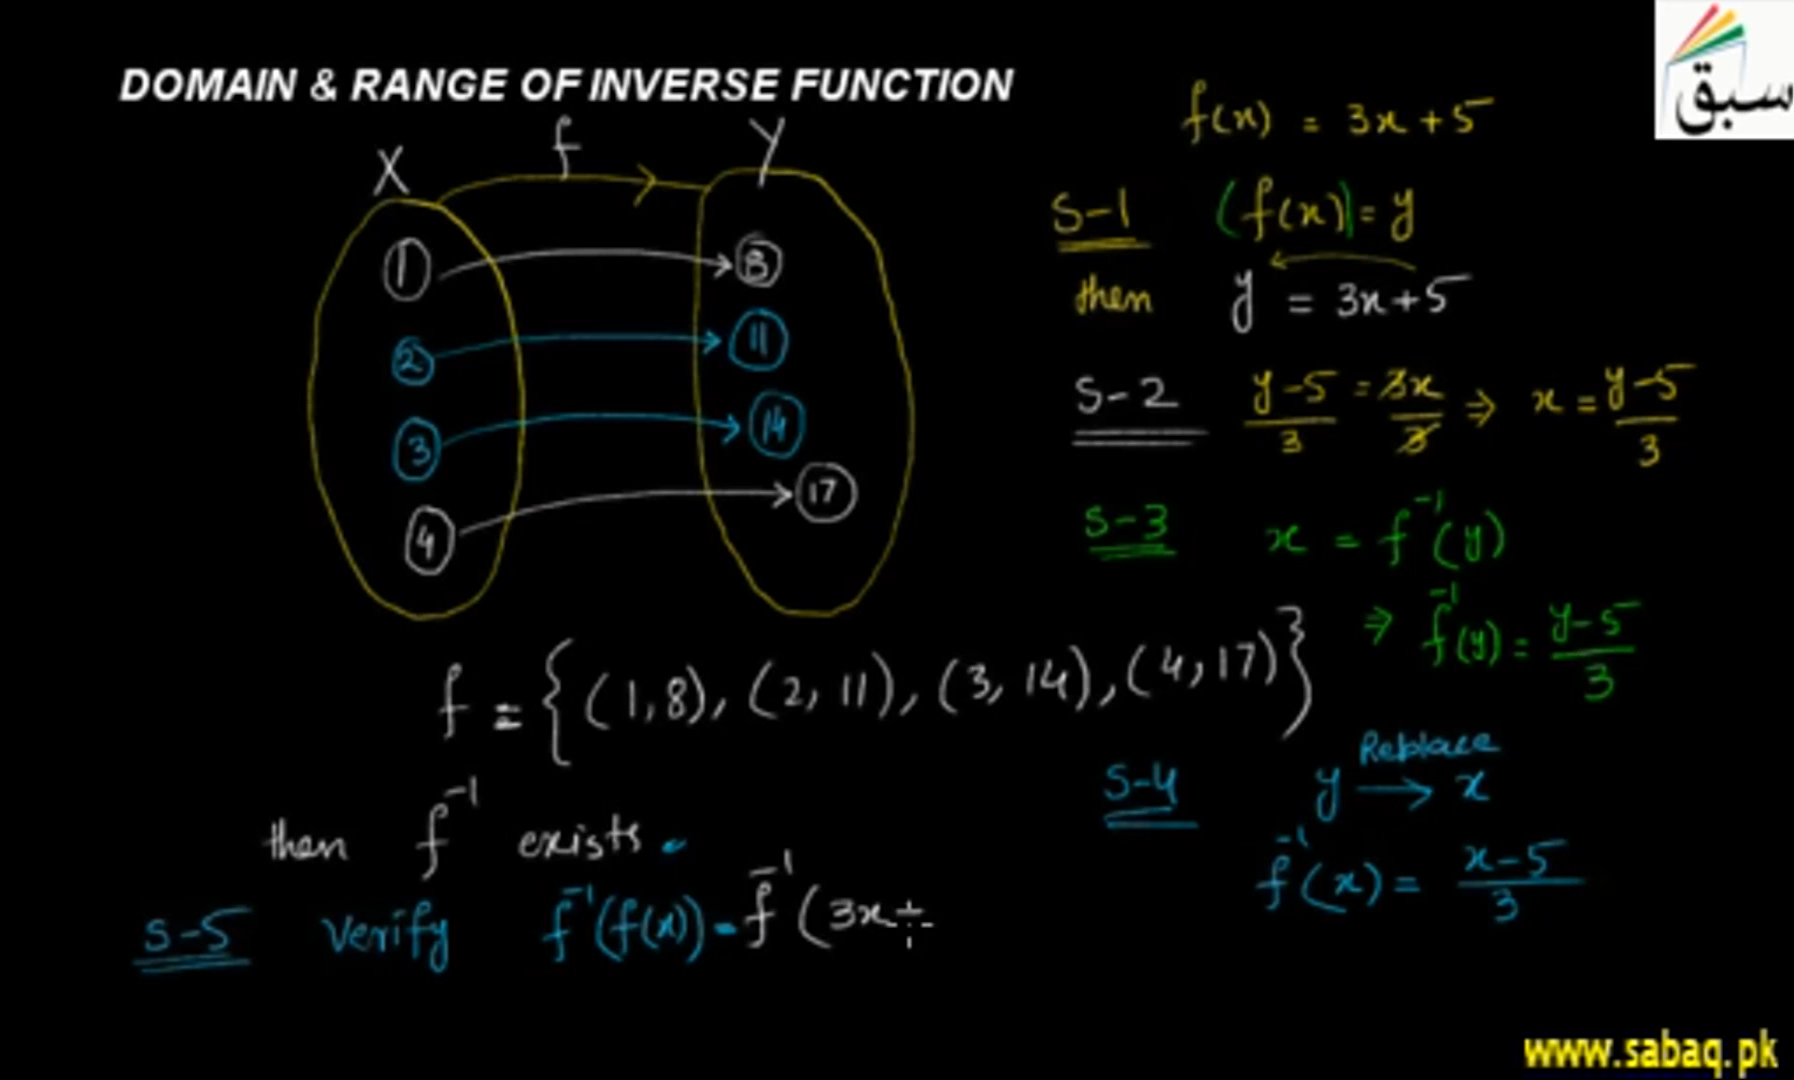 DOMAIN & RANGE OF INVERSE FUNCTION
سبق
X f Y
1 8
2 11
3 14
4 17
f = {(1,8), (2,11), (3,14), (4,17)}
then f⁻¹ exists.
S-5 verify f⁻¹(f(x)) = f⁻¹(3x+
f(x) = 3x+5
S-1 (f(x)) = y
then y = 3x+5
S-2 y-5/3 = 3x/3 ⇒ x = y-5/3
S-3 x = f⁻¹(y)
⇒ f⁻¹(y) = y-5/3
Replace
S-4 y → x
f⁻¹(x) = x-5/3
www.sabaq.pk